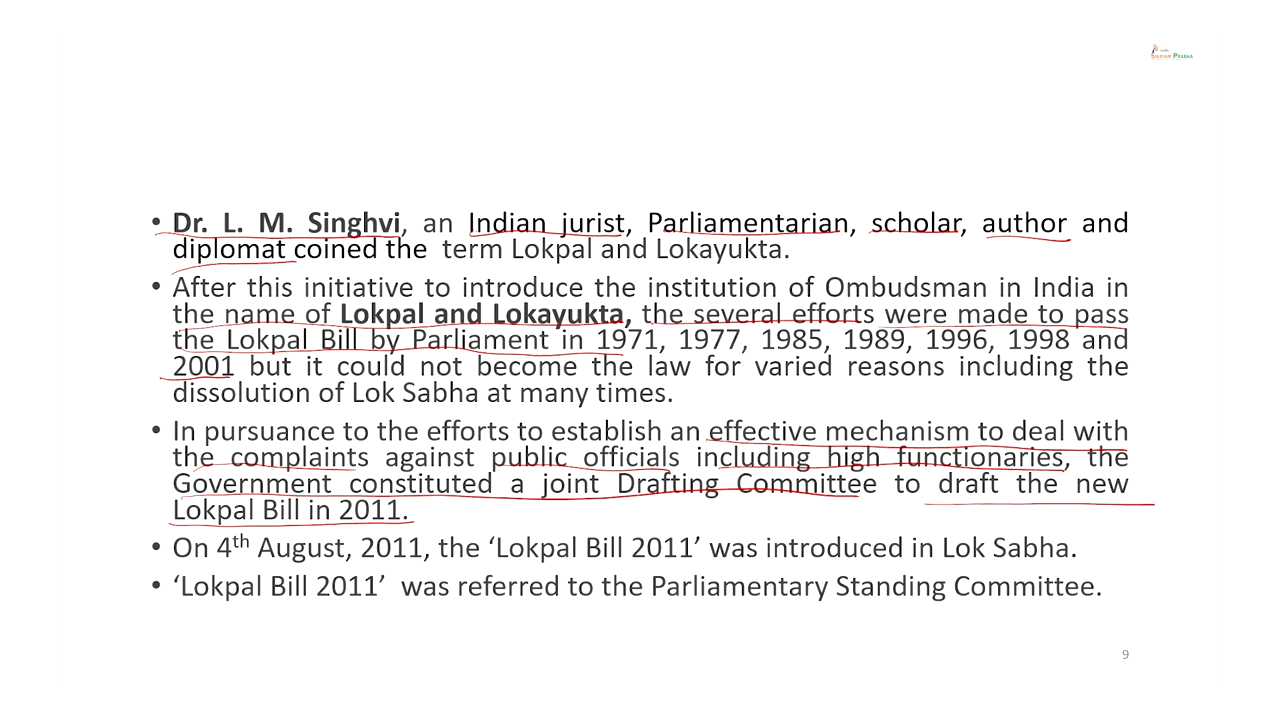 SWAYAM PRABHA
• Dr. L. M. Singhvi, an Indian jurist, Parliamentarian, scholar, author and
diplomat coined the term Lokpal and Lokayukta.
• After this initiative to introduce the institution of Ombudsman in India in
the name of Lokpal and Lokayukta, the several efforts were made to pass
the Lokpal Bill by Parliament in 1971, 1977, 1985, 1989, 1996, 1998 and
2001 but it could not become the law for varied reasons including the
dissolution of Lok Sabha at many times.
• In pursuance to the efforts to establish an effective mechanism to deal with
the complaints against public officials including high functionaries, the
Government constituted a joint Drafting Committee to draft the new
Lokpal Bill in 2011.
• On 4th August, 2011, the ‘Lokpal Bill 2011’ was introduced in Lok Sabha.
• ‘Lokpal Bill 2011’ was referred to the Parliamentary Standing Committee.
9